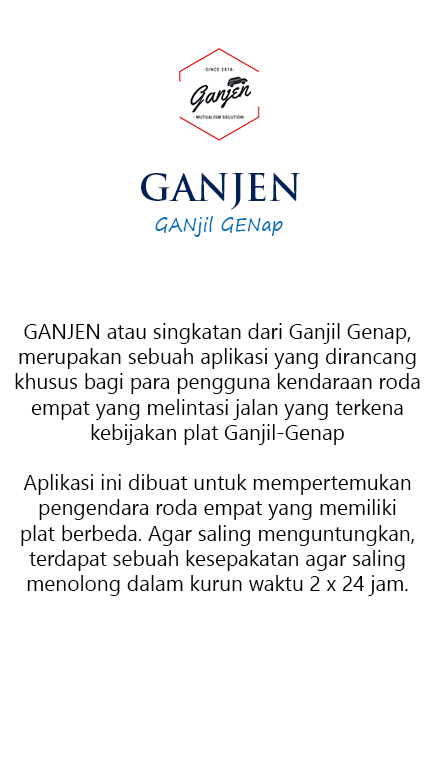 -SINCE 2016-
Ganjen
- MUTUALISM SOLUTION-
GANJEN
GANjil GENap
GANJEN atau singkatan dari Ganjil Genap,
merupakan sebuah aplikasi yang dirancang
khusus bagi para pengguna kendaraan roda
empat yang melintasi jalan yang terkena
kebijakan plat Ganjil-Genap
Aplikasi ini dibuat untuk mempertemukan
pengendara roda empat yang memiliki
plat berbeda. Agar saling menguntungkan,
terdapat sebuah kesepakatan agar saling
menolong dalam kurun waktu 2 x 24 jam.